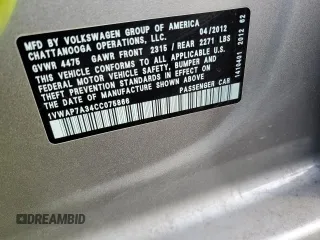 MFD. BY VOLKSWAGEN GROUP OF AMERICA
CHATTANOOGA OPERATIONS, LLC. 04/2012
GVWR 4475 GAWR FRONT 2315 / REAR 2271 LBS
THIS VEHICLE CONFORMS TO ALL APPLICABLE
FEDERAL MOTOR VEHICLE SAFETY, BUMPER AND
THEFT PREVENTION STANDARDS IN EFFECT ON THE
DATE OF MANUFACTURE SHOWN ABOVE.
1VWAP7A34CC075866 PASSENGER CAR
DREAMBID